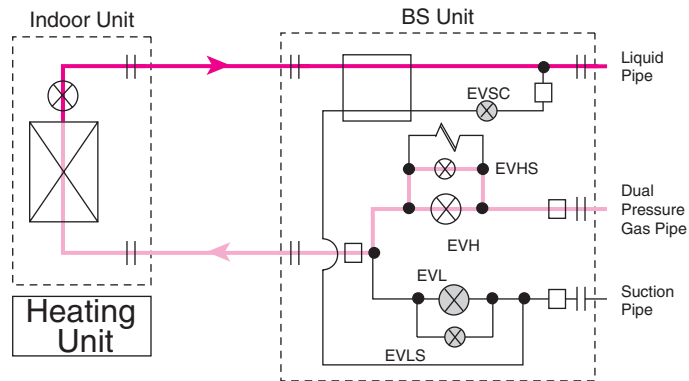 Indoor Unit
BS Unit
Liquid
Pipe
EVSC
EVHS
Dual
Pressure
Gas Pipe
EVH
EVL
Suction
Pipe
EVLS
Heating
Unit